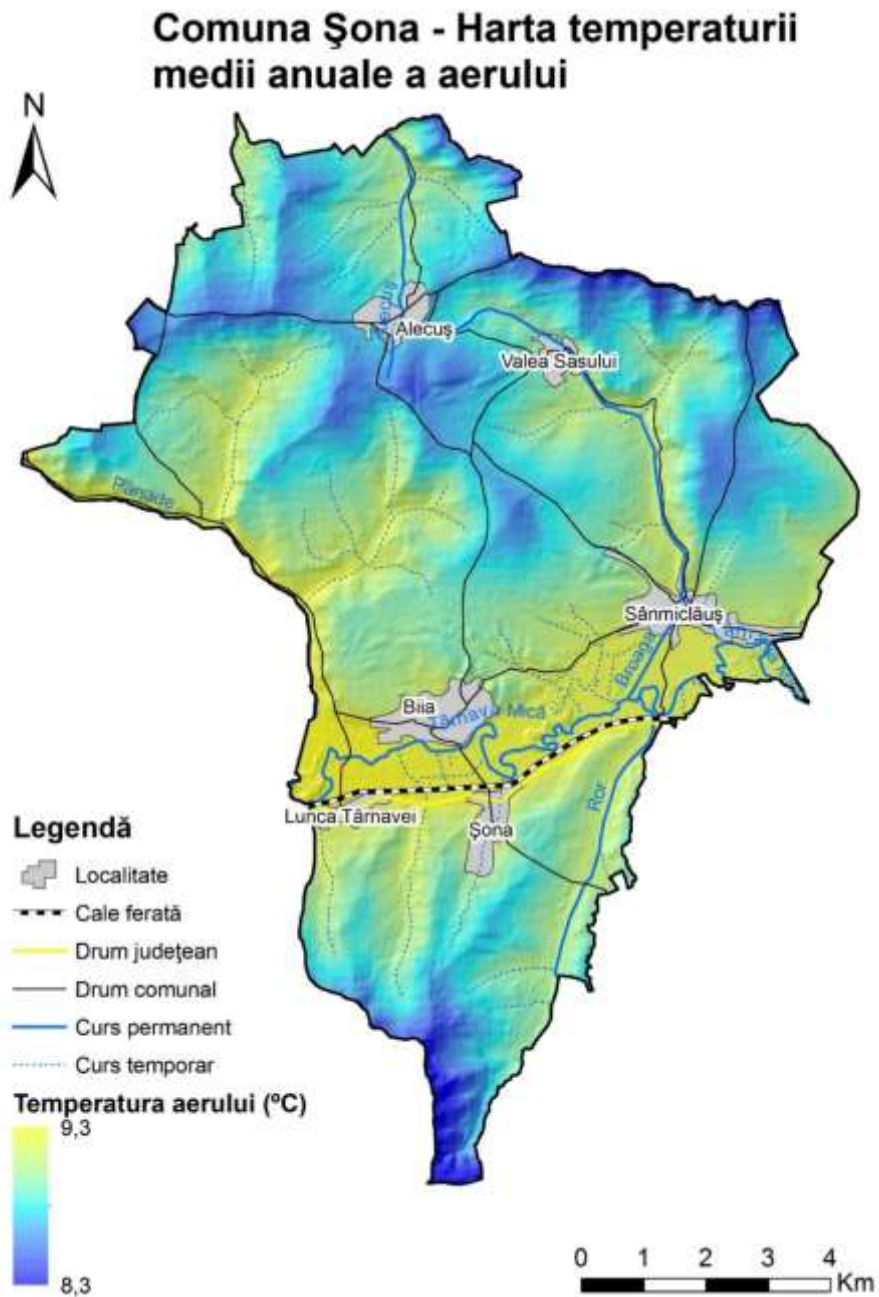 Comuna Şona - Harta temperaturii
medii anuale a aerului
N
Alecuş
Valea Sasului
Pănade
Sânmiclăuş
Broaga
Biia
Târnava Mică
Lunca Târnavei
Şona
Ror
Legendă
Localitate
Cale ferată
Drum judeţean
Drum comunal
Curs permanent
Curs temporar
Temperatura aerului (ºC)
9,3
8,3
0 1 2 3 4
Km